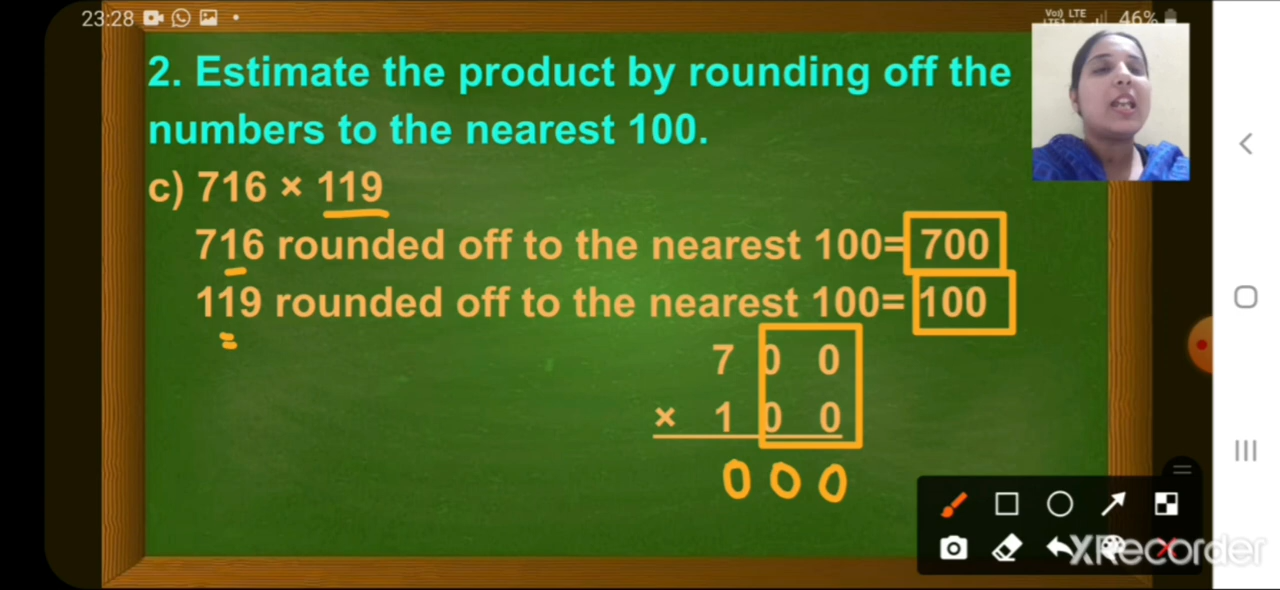 23:28
Vo) LTE
46%
2. Estimate the product by rounding off the
numbers to the nearest 100.
c) 716 × 119
716 rounded off to the nearest 100= 700
119 rounded off to the nearest 100= 100
7 0 0
× 1 0 0
0 0 0
XRecorder